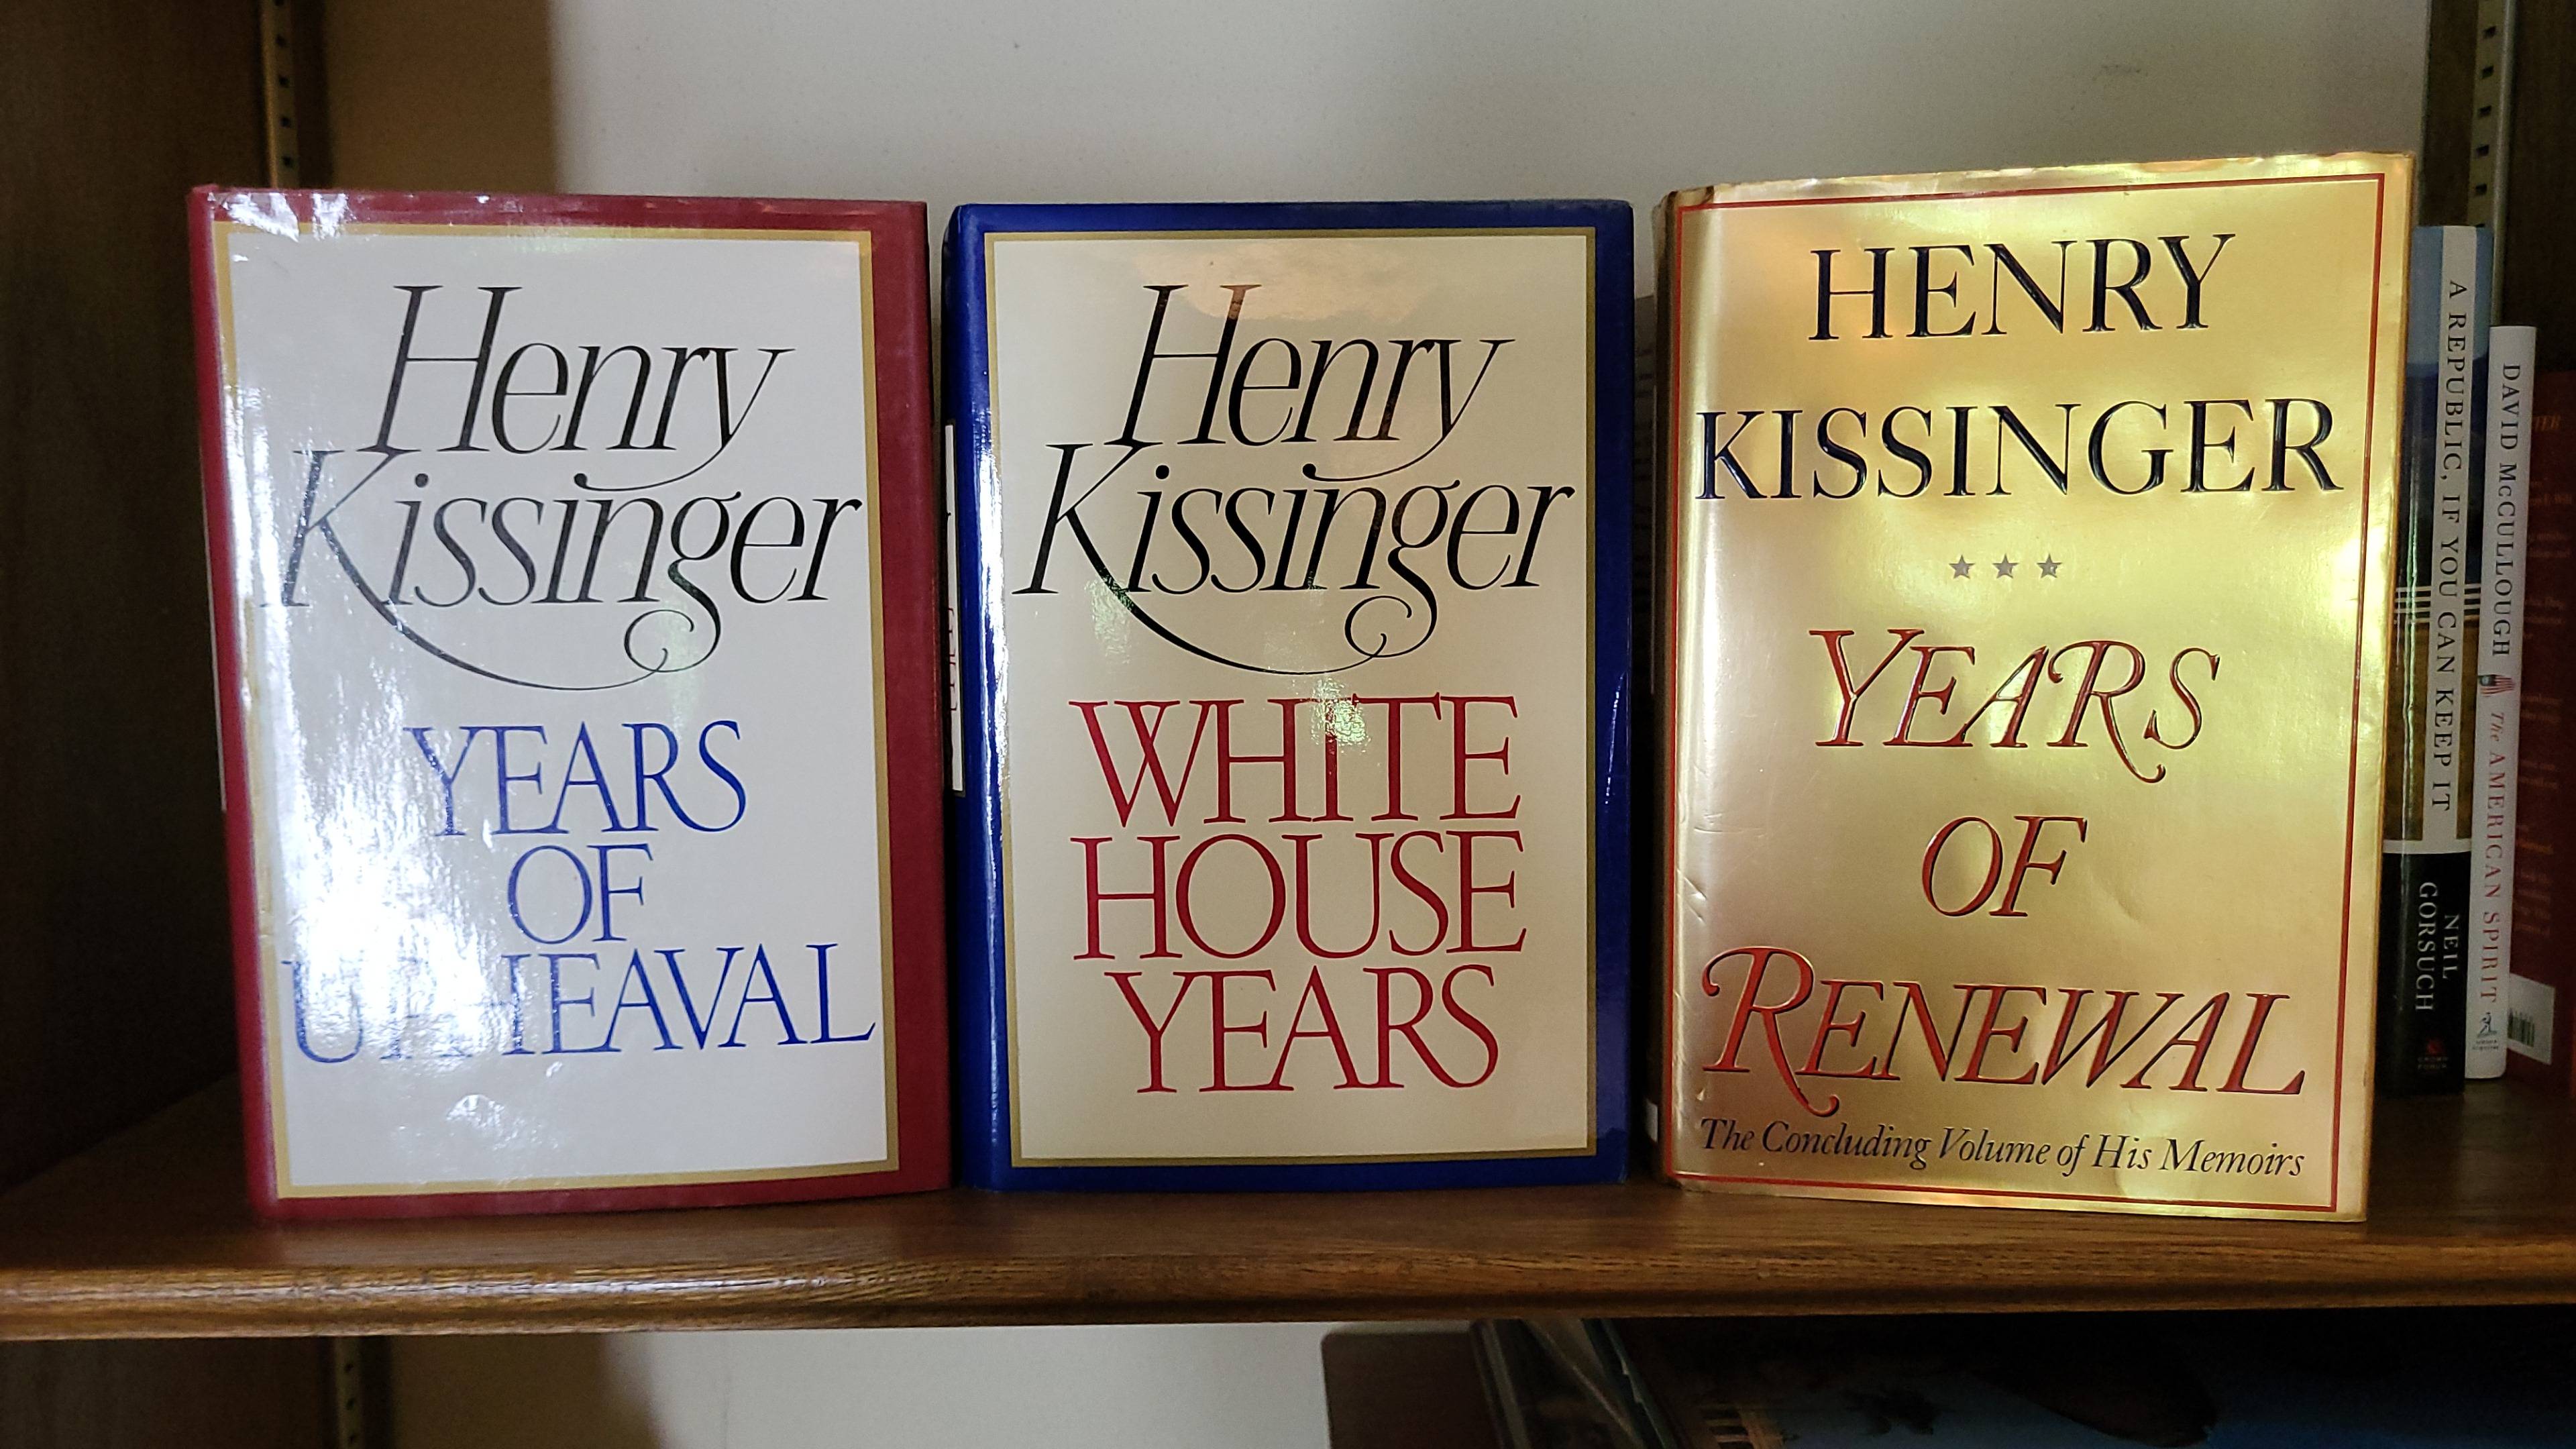 Henry
Kissinger
YEARS
OF
UPHEAVAL
Henry
Kissinger
WHITE
HOUSE
YEARS
HENRY
KISSINGER
★ ★ ★
YEARS
OF
RENEWAL
The Concluding Volume of His Memoirs
A REPUBLIC, IF YOU CAN KEEP IT
NEIL
GORSUCH
DAVID McCULLOUGH The AMERICAN SPIRIT